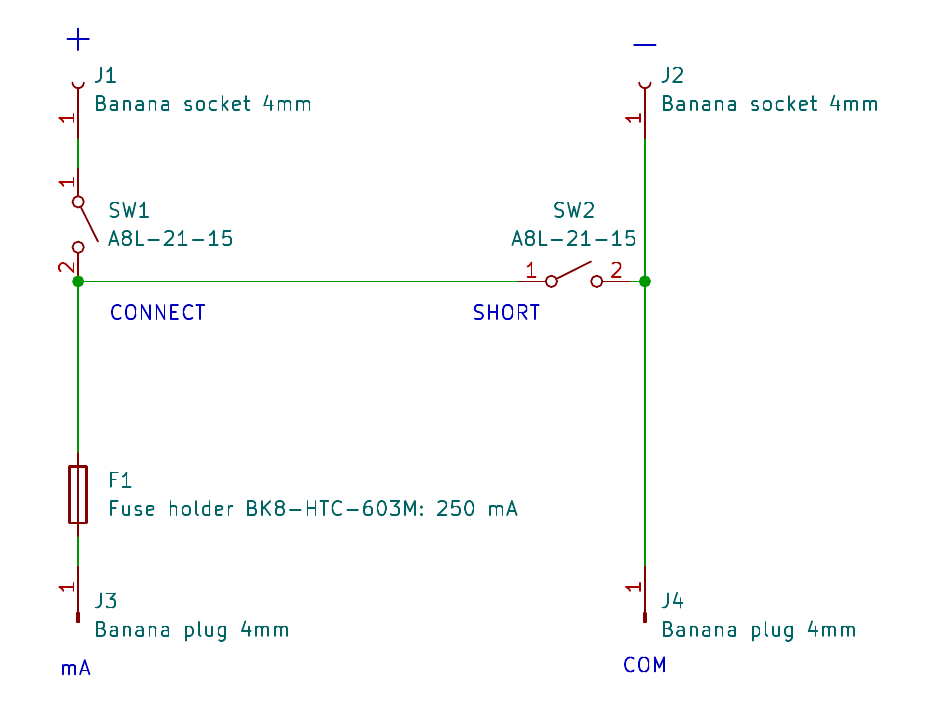 +
−
J1
Banana socket 4mm
1
J2
Banana socket 4mm
1
1
SW1
A8L−21−15
2
SW2
A8L−21−15
1
2
CONNECT
SHORT
F1
Fuse holder BK8−HTC−603M: 250 mA
1
J3
Banana plug 4mm
mA
1
J4
Banana plug 4mm
COM